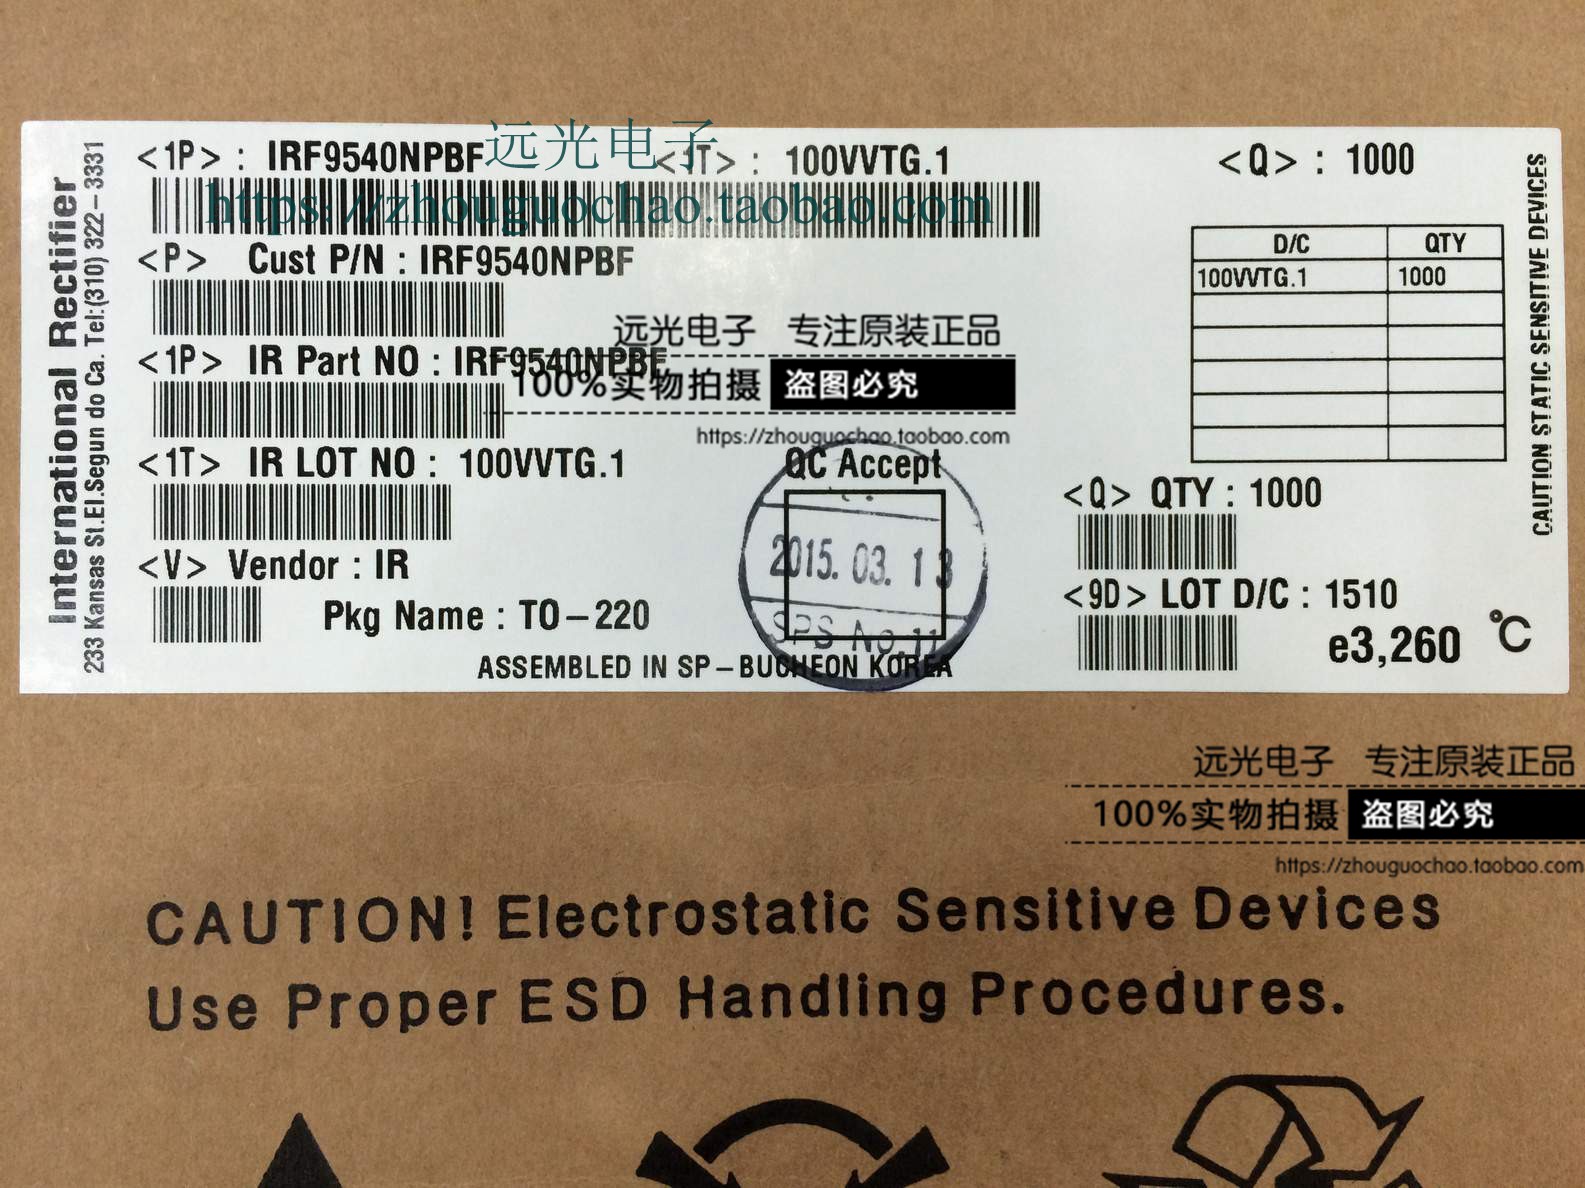 International Rectifier
233 Kansas St.El.Segun do Ca. Tel:(310) 322-3331
<1P> : IRF9540NPBF <1T> : 100VVTG.1 <Q> : 1000
远光电子
https://zhouguochao.taobao.com
<P> Cust P/N : IRF9540NPBF
D/C QTY
100VVTG.1 1000
远光电子 专注原装正品
<1P> IR Part NO : IRF9540NPBF
100%实物拍摄 盗图必究
https://zhouguochao.taobao.com
<1T> IR LOT NO : 100VVTG.1
QC Accept
2015. 03. 13
SPS No.11
<Q> QTY : 1000
<V> Vendor : IR
<9D> LOT D/C : 1510
Pkg Name : TO-220
e3,260 °C
ASSEMBLED IN SP-BUCHEON KOREA
CAUTION STATIC SENSITIVE DEVICES
远光电子 专注原装正品
100%实物拍摄 盗图必究
https://zhouguochao.taobao.com
CAUTION! Electrostatic Sensitive Devices
Use Proper ESD Handling Procedures.